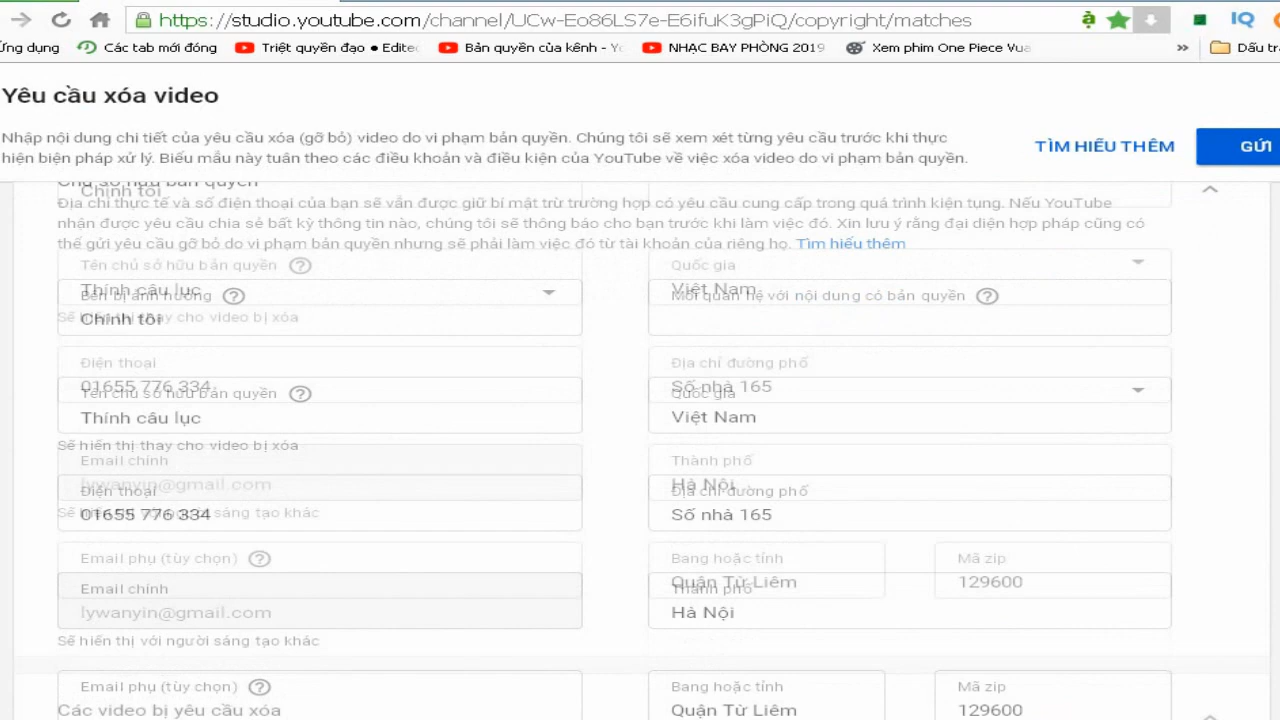 https://studio.youtube.com/channel/UCw-Eo86LS7e-E6ifuK3gPiQ/copyright/matches
Ứng dụng Các tab mới đóng Triệt quyền đạo • Edite Bản quyền của kênh - Yo NHẠC BAY PHÒNG 2019 Xem phim One Piece Vua » Dấu tra
Yêu cầu xóa video
Nhập nội dung chi tiết của yêu cầu xóa (gỡ bỏ) video do vi phạm bản quyền. Chúng tôi sẽ xem xét từng yêu cầu trước khi thực
hiện biện pháp xử lý. Biểu mẫu này tuân theo các điều khoản và điều kiện của YouTube về việc xóa video do vi phạm bản quyền.
TÌM HIỂU THÊM GỬI
Chủ sở hữu bản quyền
Chính tôi
Địa chỉ thực tế và số điện thoại của bạn sẽ vẫn được giữ bí mật trừ trường hợp có yêu cầu cung cấp trong quá trình kiện tụng. Nếu YouTube
nhận được yêu cầu chia sẻ bất kỳ thông tin nào, chúng tôi sẽ thông báo cho bạn trước khi làm việc đó. Xin lưu ý rằng đại diện hợp pháp cũng có
thể gửi yêu cầu gỡ bỏ do vi phạm bản quyền nhưng sẽ phải làm việc đó từ tài khoản của riêng họ. Tìm hiểu thêm
Tên chủ sở hữu bản quyền Quốc gia
Thính câu lục Việt Nam
Bên bị ảnh hưởng Mối quan hệ với nội dung có bản quyền
Sẽ hiển thị thay cho video bị xóa
Chính tôi
Điện thoại Địa chỉ đường phố
01655 776 334 Số nhà 165
Tên chủ sở hữu bản quyền Quốc gia
Thính câu lục Việt Nam
Sẽ hiển thị thay cho video bị xóa
Email chính Thành phố
lywanyin@gmail.com Hà Nội
Điện thoại Địa chỉ đường phố
Sẽ hiển thị với người sáng tạo khác
01655 776 334 Số nhà 165
Email phụ (tùy chọn) Bang hoặc tỉnh Mã zip
Quận Từ Liêm 129600
Email chính Thành phố
lywanyin@gmail.com Hà Nội
Sẽ hiển thị với người sáng tạo khác
Email phụ (tùy chọn) Bang hoặc tỉnh Mã zip
Các video bị yêu cầu xóa Quận Từ Liêm 129600